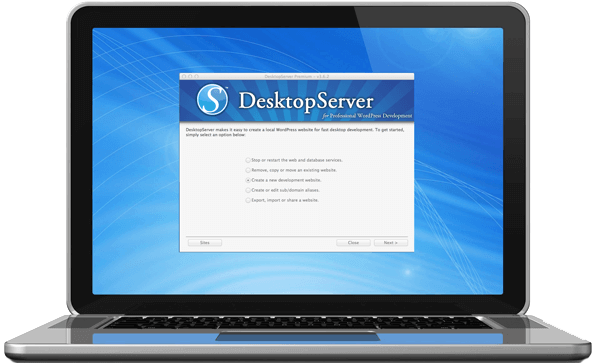 DesktopServer Premium - v3.5.2
DesktopServer
for Professional WordPress Development
DesktopServer makes it easy to create a local WordPress website for fast desktop development. To get started,
simply select an option below:
Stop or restart the web and database services.
Remove, copy or move an existing website.
Create a new development website.
Create or edit sub/domain aliases.
Export, import or share a website.
Sites
Close
Next >